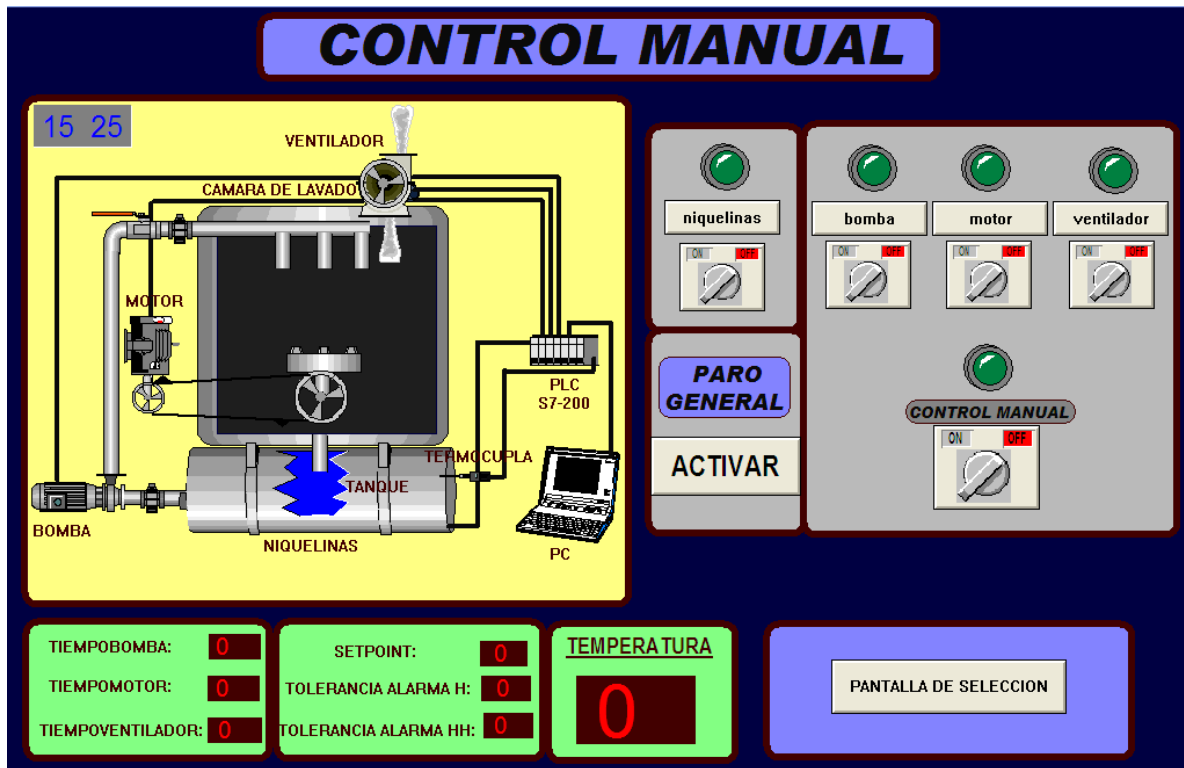 CONTROL MANUAL
15 25
VENTILADOR
CAMARA DE LAVADO
MOTOR
PLC
S7-200
TERMOCUPLA
TANQUE
BOMBA
NIQUELINAS
PC
niquelinas
ON OFF
bomba
motor
ventilador
ON OFF
ON OFF
ON OFF
PARO
GENERAL
ACTIVAR
CONTROL MANUAL
ON OFF
TIEMPOBOMBA: 0
TIEMPOMOTOR: 0
TIEMPOVENTILADOR: 0
SETPOINT: 0
TOLERANCIA ALARMA H: 0
TOLERANCIA ALARMA HH: 0
TEMPERATURA
0
PANTALLA DE SELECCION